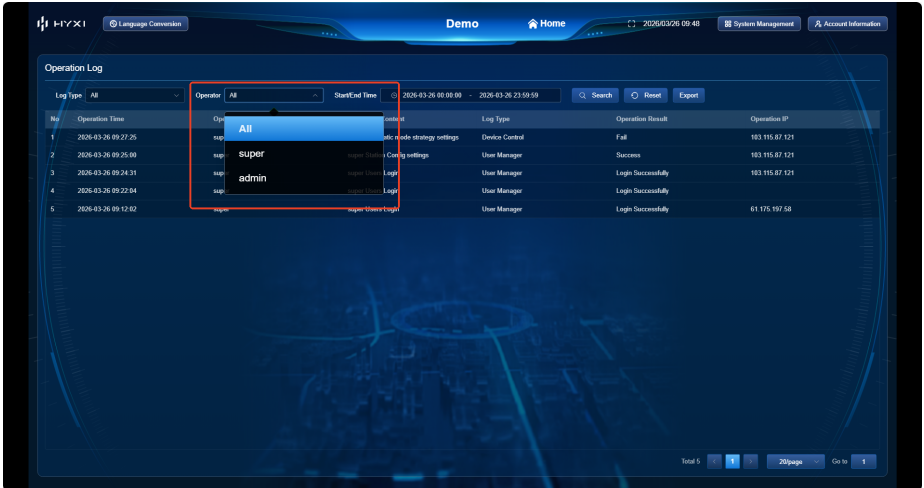 HYXI Language Conversion Demo Home 2026/03/26 09:48 System Management Account Information
Operation Log
Log Type All Operator All Start/End Time 2026-03-26 00:00:00 - 2026-03-26 23:59:59 Search Reset Export
No Operation Time Log Type Operation Result Operation IP
All
1 2026-03-26 09:27:25 mode strategy settings Device Control Fail 103.115.87.121
super
2 2026-03-26 09:25:00 super Station Config settings User Manager Success 103.115.87.121
3 2026-03-26 09:24:31 super Users Login User Manager Login Successfully 103.115.87.121
admin
4 2026-03-26 09:22:04 super Users Login User Manager Login Successfully
5 2026-03-26 09:12:02 super super Users Login User Manager Login Successfully 61.175.197.58
Total 5 < 1 > 20/page Go to 1